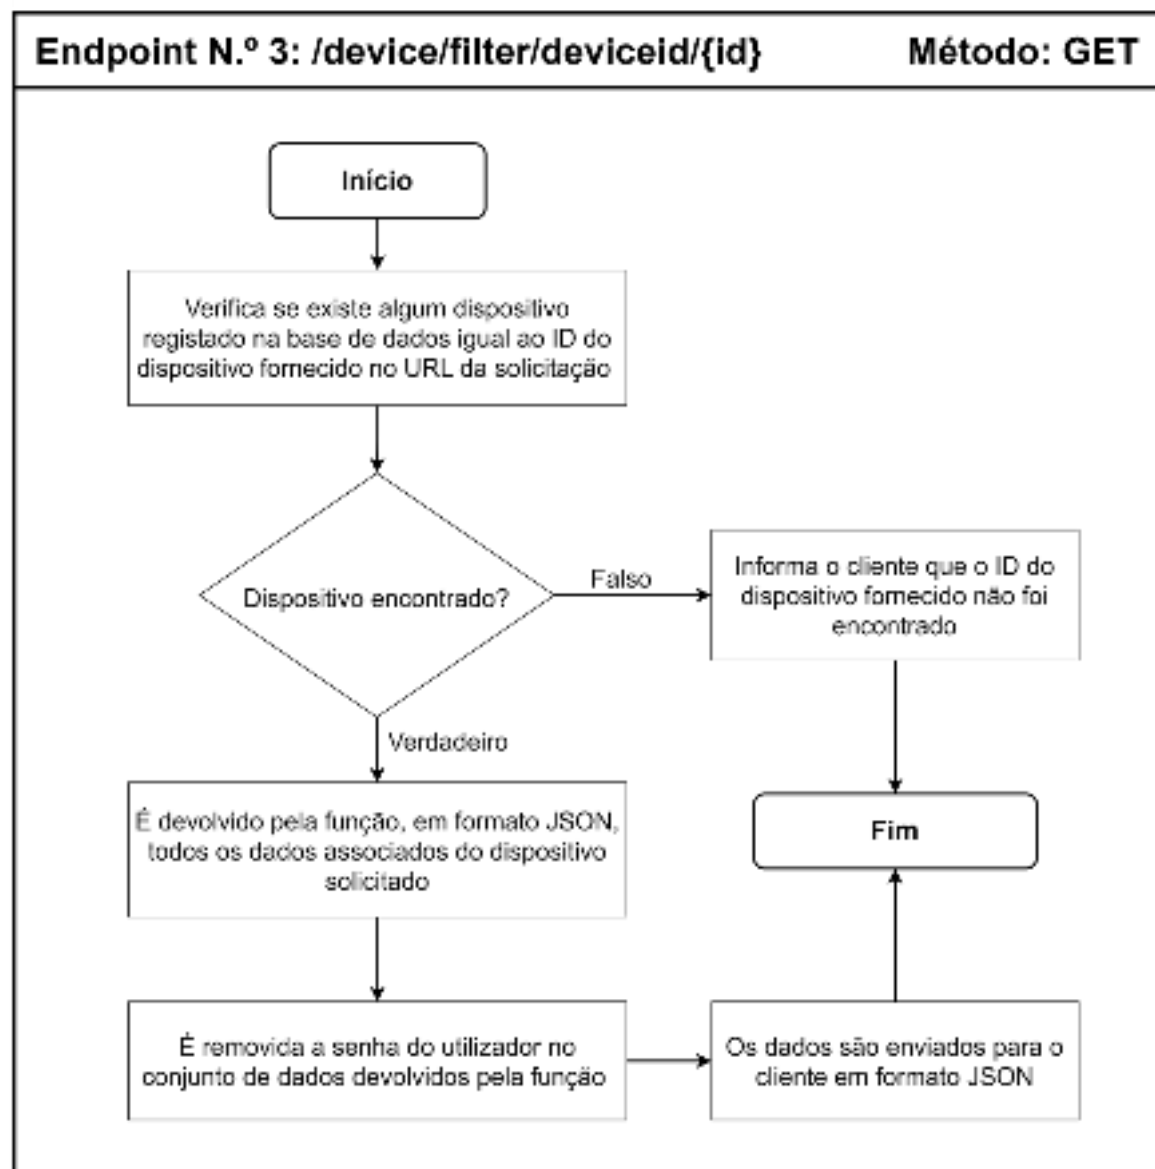 Endpoint N.º 3: /device/filter/deviceid/{id} Método: GET
Início
Verifica se existe algum dispositivo
registado na base de dados igual ao ID do
dispositivo fornecido no URL da solicitação
Dispositivo encontrado?
Falso
Informa o cliente que o ID do
dispositivo fornecido não foi
encontrado
Verdadeiro
É devolvido pela função, em formato JSON,
todos os dados associados do dispositivo
solicitado
Fim
É removida a senha do utilizador no
conjunto de dados devolvidos pela função
Os dados são enviados para o
cliente em formato JSON